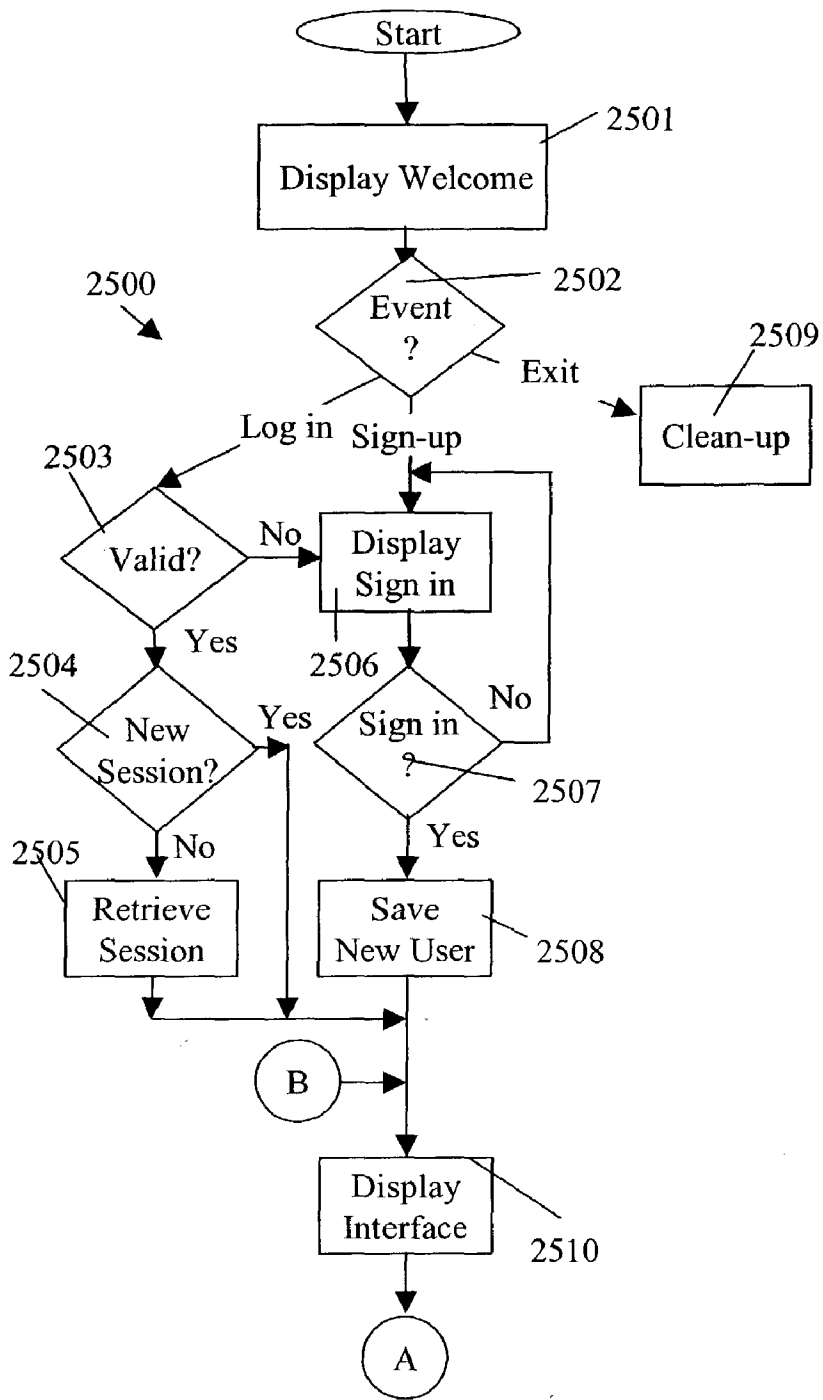 Start
2501
Display Welcome
2500
2502
Event
?
2509
Exit
Clean-up
Log in
Sign-up
2503
Valid?
No
Display
Sign in
Yes
2504
2506
No
New
Session?
Yes
Sign in
?
2507
2505
No
Yes
Retrieve
Session
Save
New User
2508
B
Display
Interface
2510
A